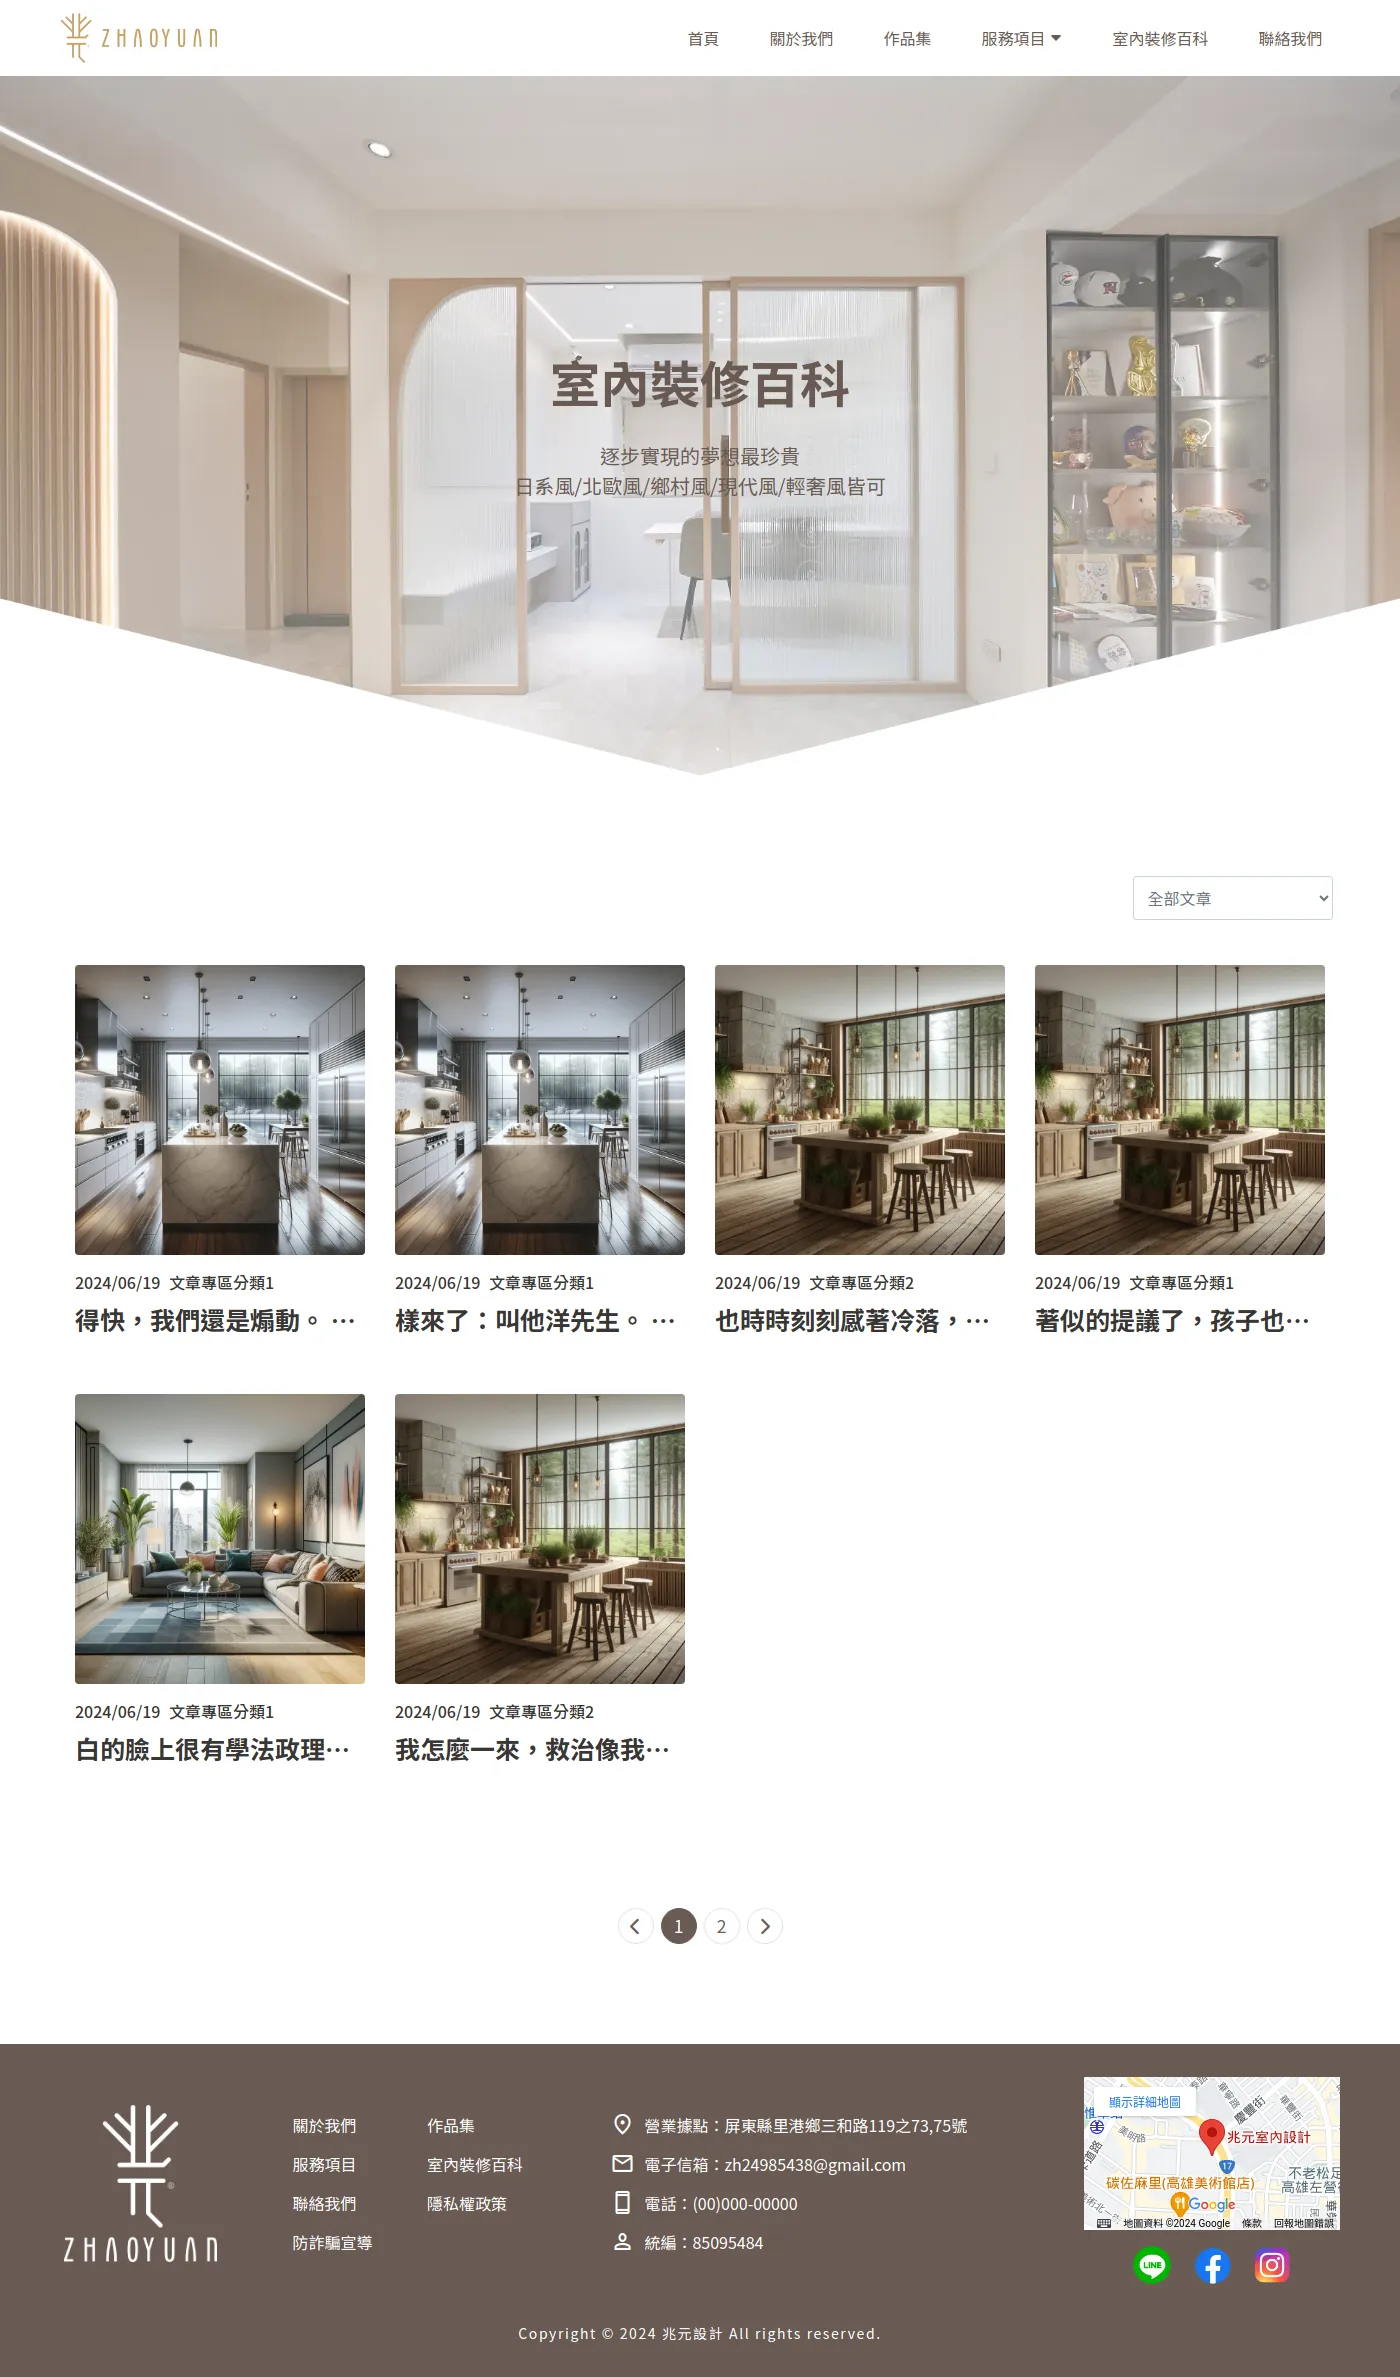 ZHAOYUAN
首頁
關於我們
作品集
服務項目
室內裝修百科
聯絡我們
室內裝修百科
逐步實現的夢想最珍貴
日系風/北歐風/鄉村風/現代風/輕奢風皆可
全部文章
2024/06/19 文章專區分類1
得快，我們還是煽動。 …
2024/06/19 文章專區分類1
樣來了：叫他洋先生。 …
2024/06/19 文章專區分類2
也時時刻刻感著冷落，…
2024/06/19 文章專區分類1
著似的提議了，孩子也…
2024/06/19 文章專區分類1
白的臉上很有學法政理…
2024/06/19 文章專區分類2
我怎麼一來，救治像我…
1
2
ZHAOYUAN
關於我們
服務項目
聯絡我們
防詐騙宣導
作品集
室內裝修百科
隱私權政策
營業據點：屏東縣里港鄉三和路119之73,75號
電子信箱：zh24985438@gmail.com
電話：(00)000-00000
統編：85095484
顯示詳細地圖
慶豐街
美明路
兆元室內設計
17
碳佐麻里(高雄美術館店)
不老松足
高雄左營
Google
地圖資料 ©2024 Google
條款
回報地圖錯誤
LINE
Copyright © 2024 兆元設計 All rights reserved.